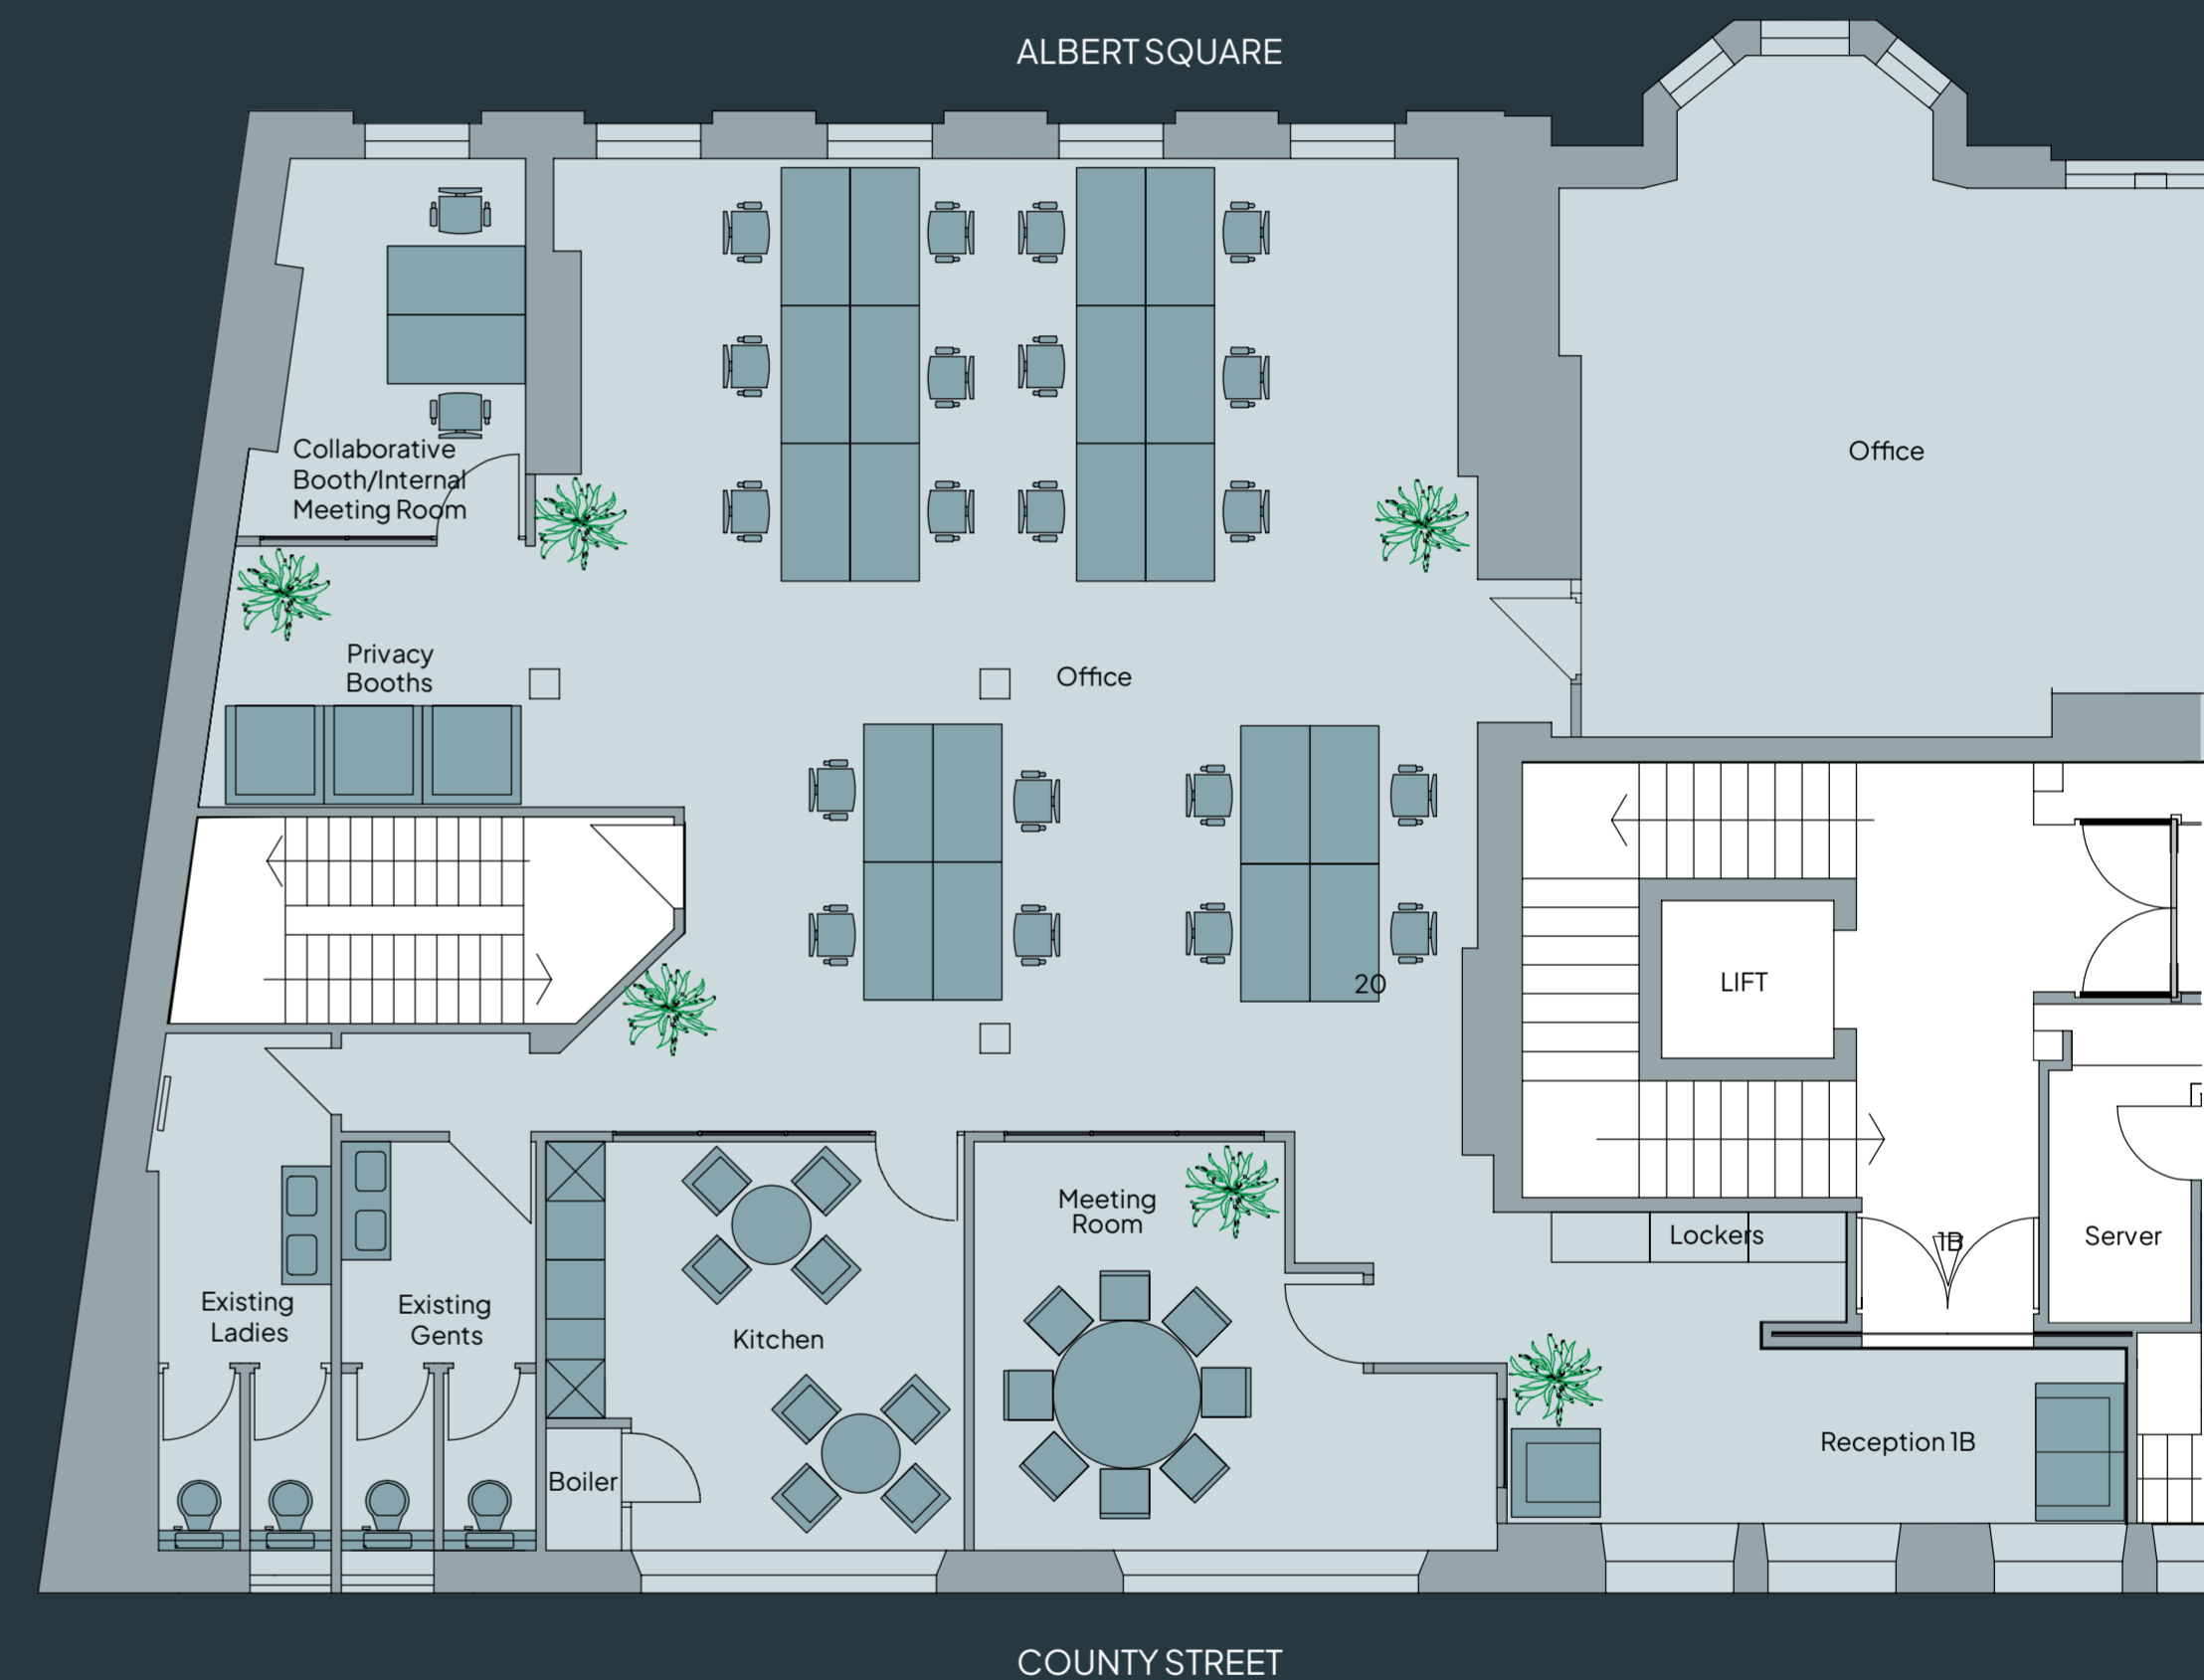 ALBERT SQUARE
Collaborative
Booth/Internal
Meeting Room
Office
Privacy
Booths
Office
20
LIFT
Meeting
Room
Lockers
1B
Server
Existing
Ladies
Existing
Gents
Kitchen
Boiler
Reception 1B
COUNTY STREET